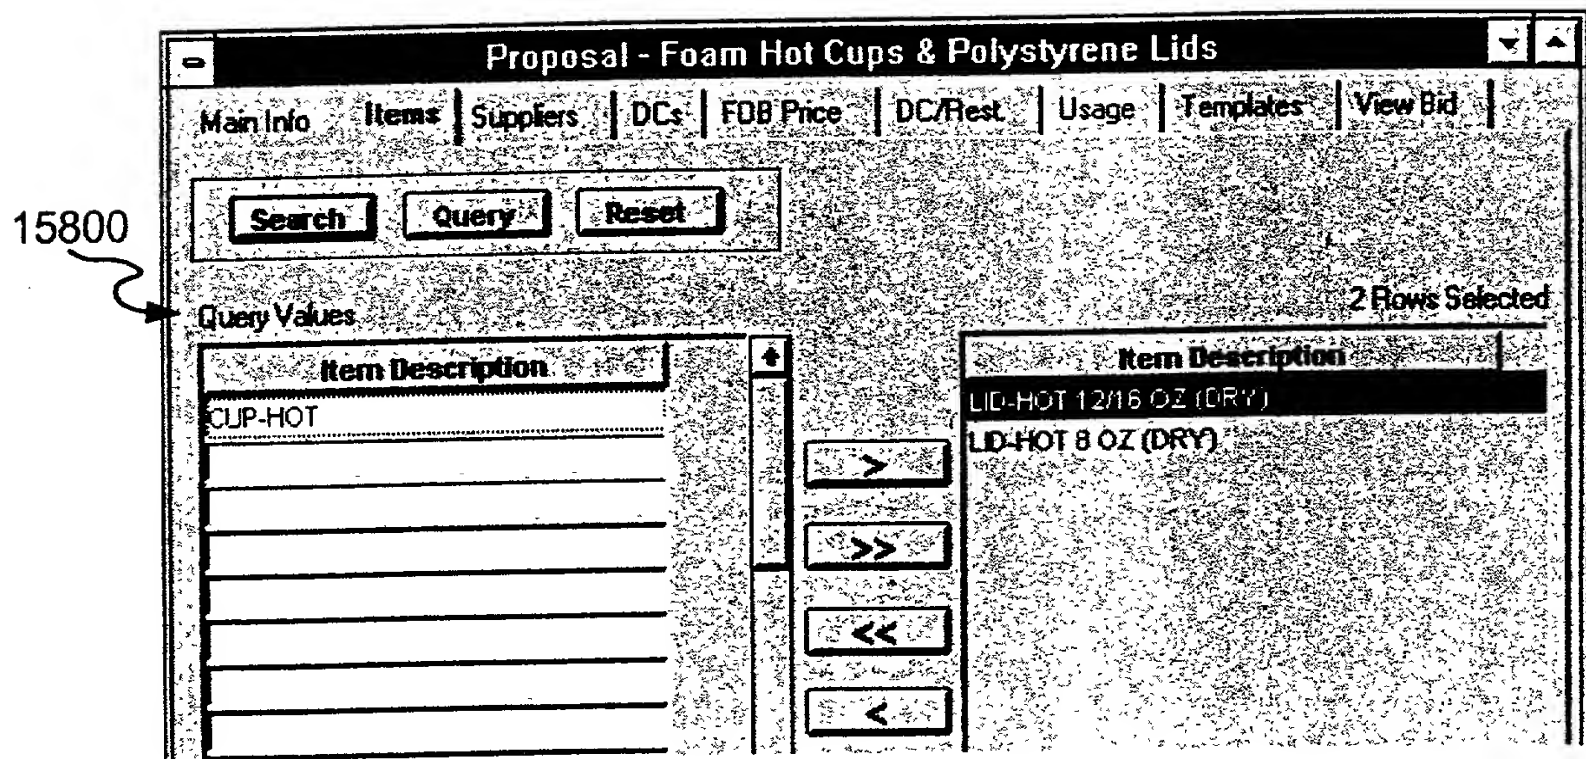 Proposal - Foam Hot Cups & Polystyrene Lids
Main Info Items Suppliers DCs FOB Price DC/Rest. Usage Templates View Bid
Search Query Reset
15800
2 Rows Selected
Query Values
Item Description + Item Description
CUP-HOT LID-HOT 12/16 OZ (DRY)
LID-HOT 8 OZ (DRY)
>
>>
<<
<